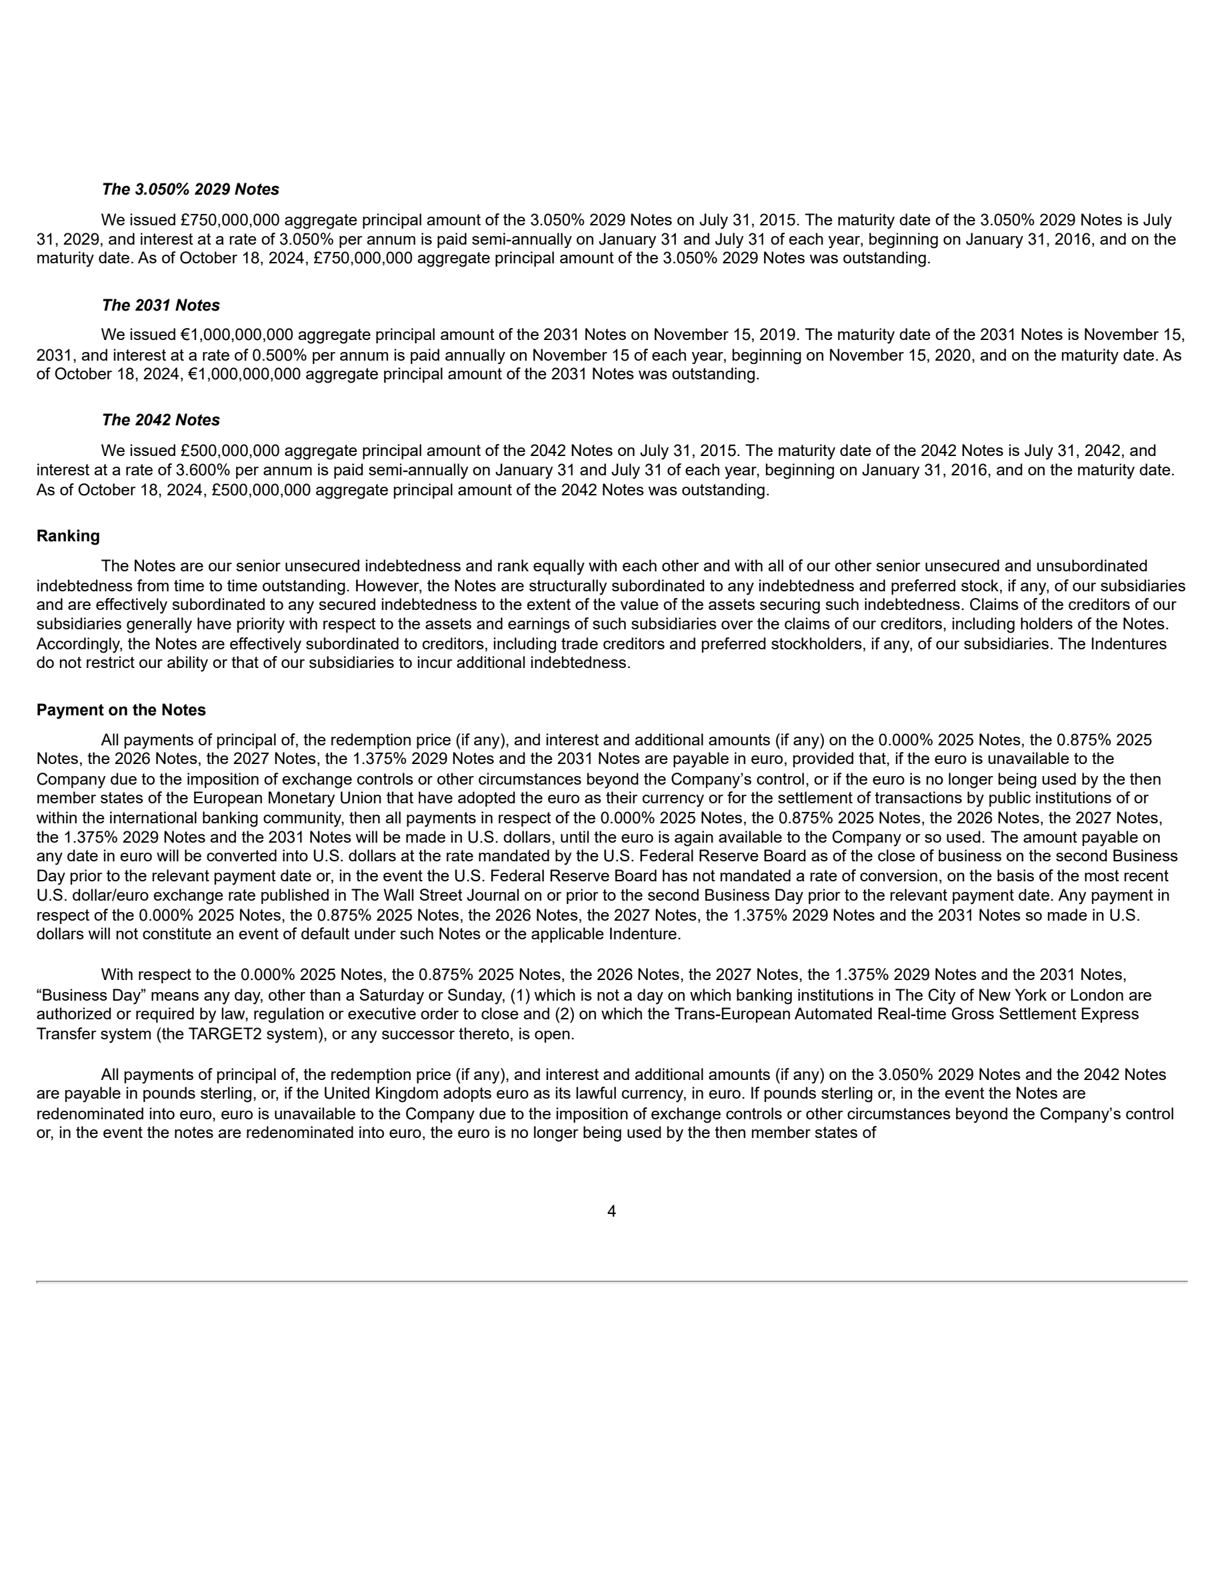 The 3.050% 2029 Notes
We issued £750,000,000 aggregate principal amount of the 3.050% 2029 Notes on July 31, 2015. The maturity date of the 3.050% 2029 Notes is July
31, 2029, and interest at a rate of 3.050% per annum is paid semi-annually on January 31 and July 31 of each year, beginning on January 31, 2016, and on the
maturity date. As of October 18, 2024, £750,000,000 aggregate principal amount of the 3.050% 2029 Notes was outstanding.
The 2031 Notes
We issued €1,000,000,000 aggregate principal amount of the 2031 Notes on November 15, 2019. The maturity date of the 2031 Notes is November 15,
2031, and interest at a rate of 0.500% per annum is paid annually on November 15 of each year, beginning on November 15, 2020, and on the maturity date. As
of October 18, 2024, €1,000,000,000 aggregate principal amount of the 2031 Notes was outstanding.
The 2042 Notes
We issued £500,000,000 aggregate principal amount of the 2042 Notes on July 31, 2015. The maturity date of the 2042 Notes is July 31, 2042, and
interest at a rate of 3.600% per annum is paid semi-annually on January 31 and July 31 of each year, beginning on January 31, 2016, and on the maturity date.
As of October 18, 2024, £500,000,000 aggregate principal amount of the 2042 Notes was outstanding.
Ranking
The Notes are our senior unsecured indebtedness and rank equally with each other and with all of our other senior unsecured and unsubordinated
indebtedness from time to time outstanding. However, the Notes are structurally subordinated to any indebtedness and preferred stock, if any, of our subsidiaries
and are effectively subordinated to any secured indebtedness to the extent of the value of the assets securing such indebtedness. Claims of the creditors of our
subsidiaries generally have priority with respect to the assets and earnings of such subsidiaries over the claims of our creditors, including holders of the Notes.
Accordingly, the Notes are effectively subordinated to creditors, including trade creditors and preferred stockholders, if any, of our subsidiaries. The Indentures
do not restrict our ability or that of our subsidiaries to incur additional indebtedness.
Payment on the Notes
All payments of principal of, the redemption price (if any), and interest and additional amounts (if any) on the 0.000% 2025 Notes, the 0.875% 2025
Notes, the 2026 Notes, the 2027 Notes, the 1.375% 2029 Notes and the 2031 Notes are payable in euro, provided that, if the euro is unavailable to the
Company due to the imposition of exchange controls or other circumstances beyond the Company’s control, or if the euro is no longer being used by the then
member states of the European Monetary Union that have adopted the euro as their currency or for the settlement of transactions by public institutions of or
within the international banking community, then all payments in respect of the 0.000% 2025 Notes, the 0.875% 2025 Notes, the 2026 Notes, the 2027 Notes,
the 1.375% 2029 Notes and the 2031 Notes will be made in U.S. dollars, until the euro is again available to the Company or so used. The amount payable on
any date in euro will be converted into U.S. dollars at the rate mandated by the U.S. Federal Reserve Board as of the close of business on the second Business
Day prior to the relevant payment date or, in the event the U.S. Federal Reserve Board has not mandated a rate of conversion, on the basis of the most recent
U.S. dollar/euro exchange rate published in The Wall Street Journal on or prior to the second Business Day prior to the relevant payment date. Any payment in
respect of the 0.000% 2025 Notes, the 0.875% 2025 Notes, the 2026 Notes, the 2027 Notes, the 1.375% 2029 Notes and the 2031 Notes so made in U.S.
dollars will not constitute an event of default under such Notes or the applicable Indenture.
With respect to the 0.000% 2025 Notes, the 0.875% 2025 Notes, the 2026 Notes, the 2027 Notes, the 1.375% 2029 Notes and the 2031 Notes,
“Business Day” means any day, other than a Saturday or Sunday, (1) which is not a day on which banking institutions in The City of New York or London are
authorized or required by law, regulation or executive order to close and (2) on which the Trans-European Automated Real-time Gross Settlement Express
Transfer system (the TARGET2 system), or any successor thereto, is open.
All payments of principal of, the redemption price (if any), and interest and additional amounts (if any) on the 3.050% 2029 Notes and the 2042 Notes
are payable in pounds sterling, or, if the United Kingdom adopts euro as its lawful currency, in euro. If pounds sterling or, in the event the Notes are
redenominated into euro, euro is unavailable to the Company due to the imposition of exchange controls or other circumstances beyond the Company’s control
or, in the event the notes are redenominated into euro, the euro is no longer being used by the then member states of
4